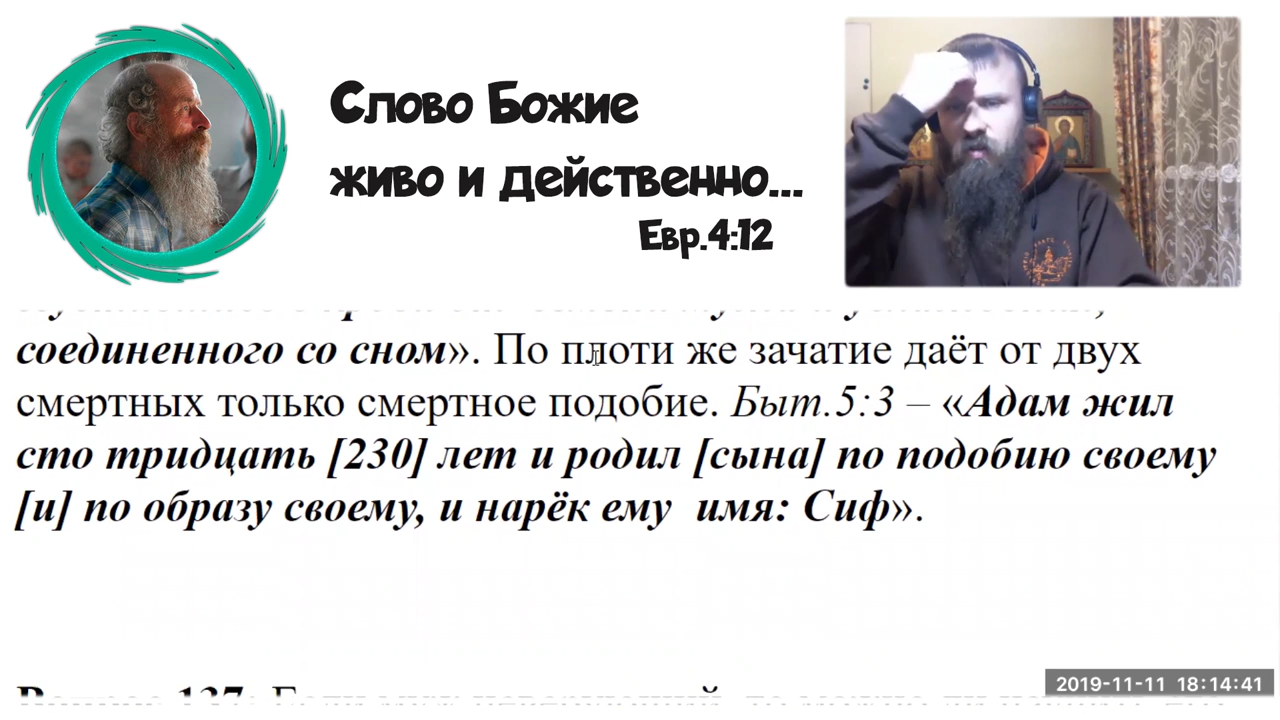 Слово Божие
живо и действенно...
Евр.4:12
соединенного со сном». По плоти же зачатие даёт от двух
смертных только смертное подобие. Быт.5:3 – «Адам жил
сто тридцать [230] лет и родил [сына] по подобию своему
[и] по образу своему, и нарёк ему имя: Сиф».
2019-11-11 18:14:41